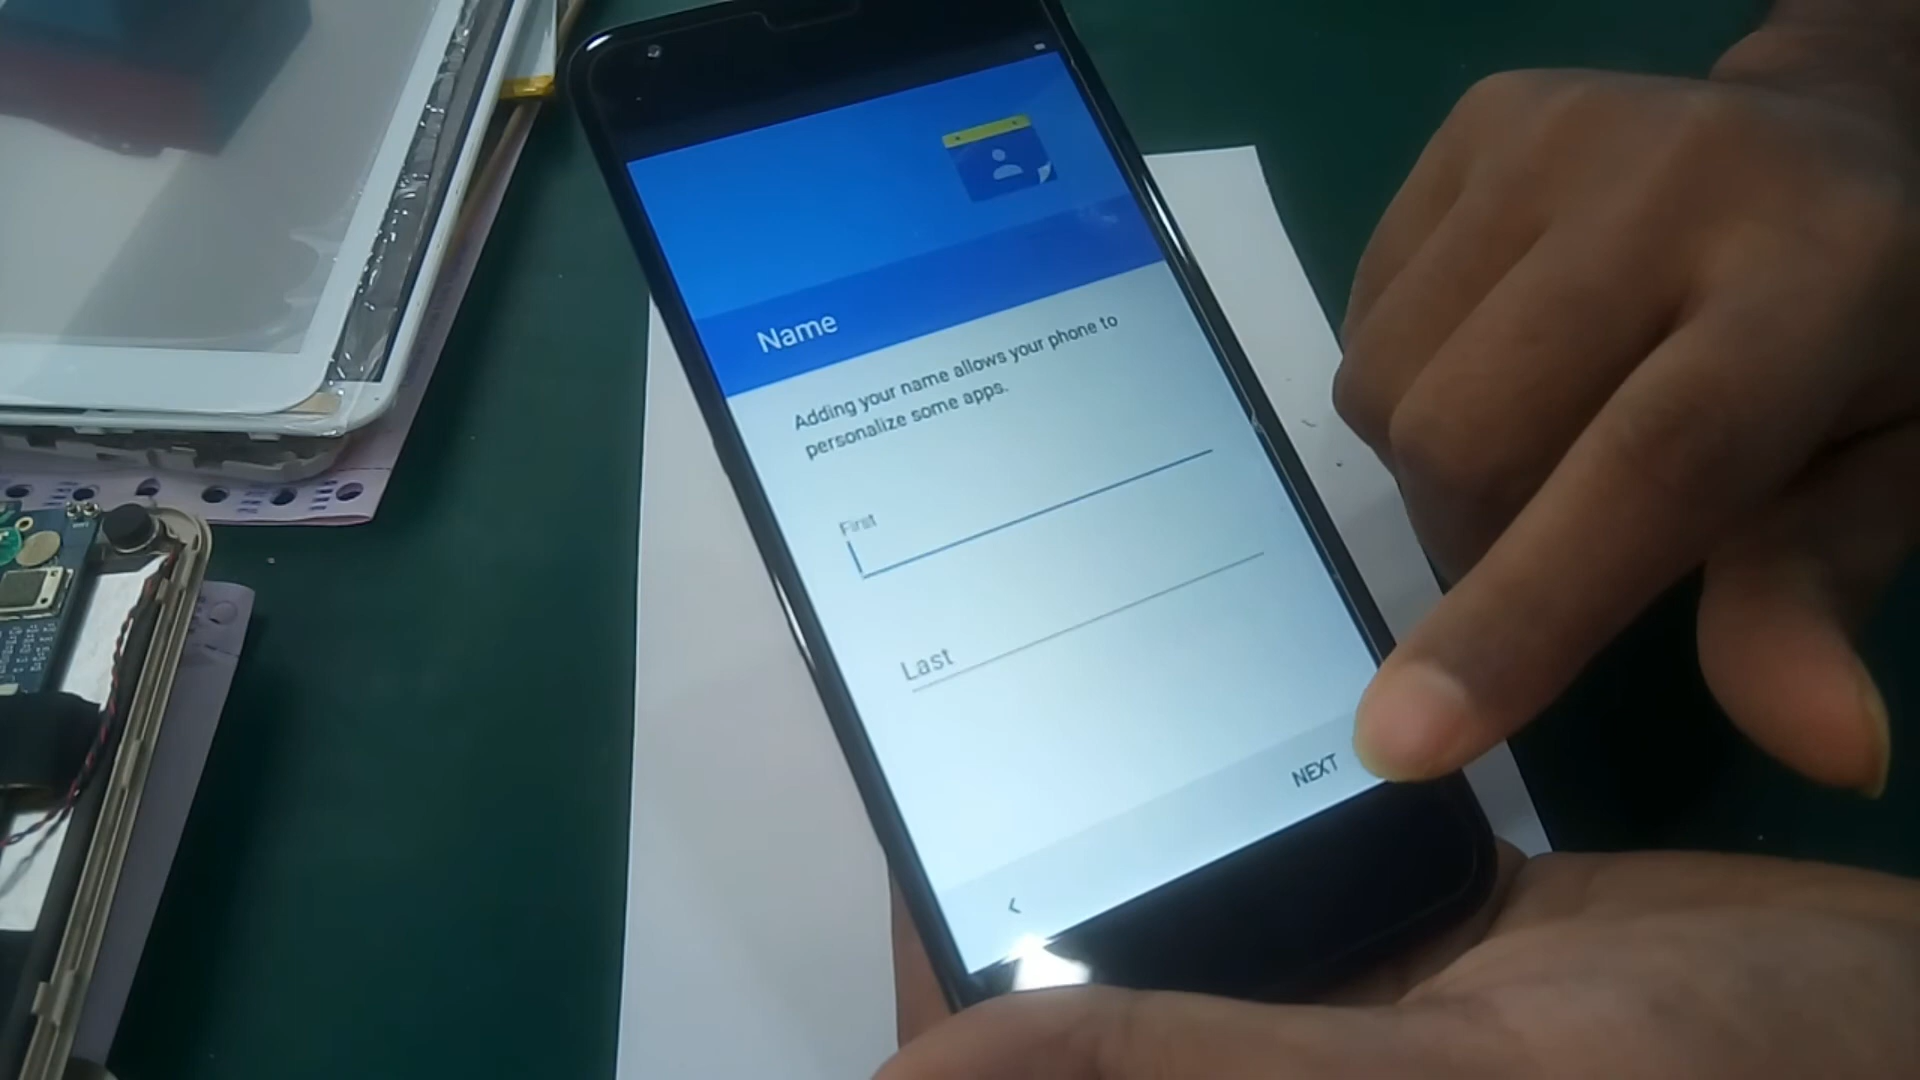 Name
Adding your name allows your phone to
personalize some apps.
First
Last
NEXT